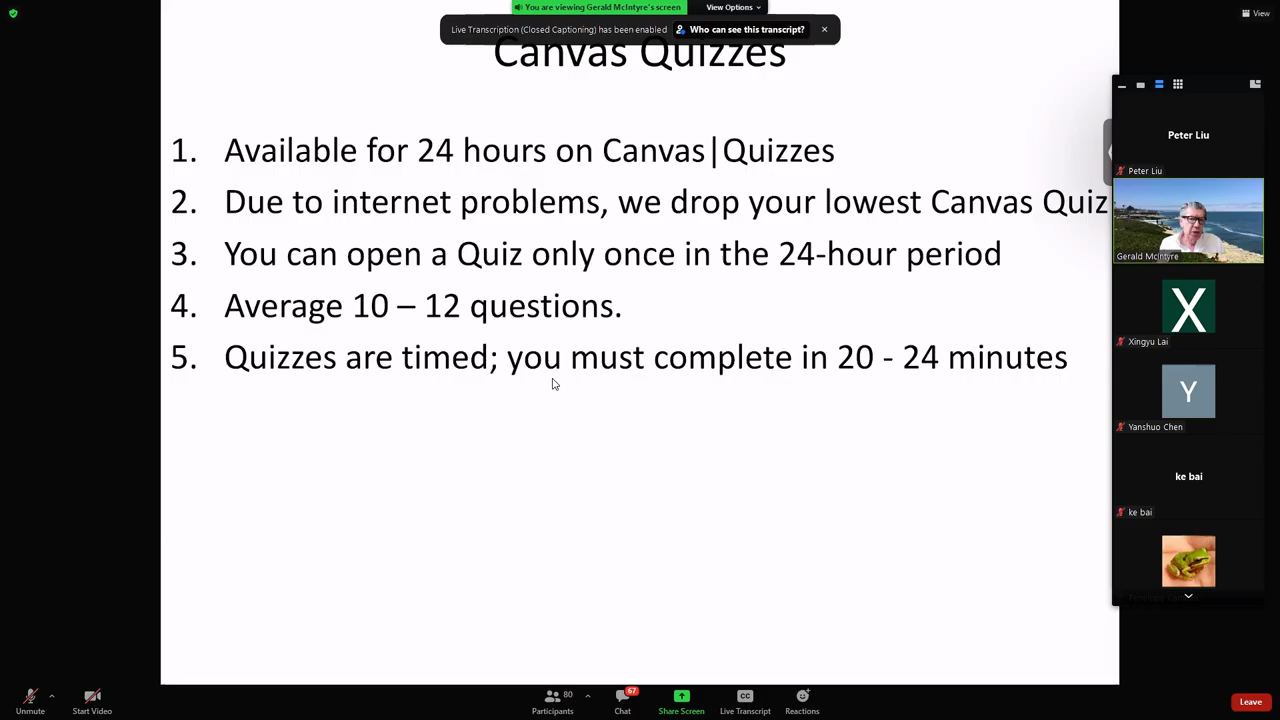 You are viewing Gerald McIntyre's screen
View Options
View
Live Transcription (Closed Captioning) has been enabled
Who can see this transcript?
Canvas Quizzes
1. Available for 24 hours on Canvas|Quizzes
2. Due to internet problems, we drop your lowest Canvas Quiz
3. You can open a Quiz only once in the 24-hour period
4. Average 10 – 12 questions.
5. Quizzes are timed; you must complete in 20 - 24 minutes
Peter Liu
Peter Liu
Gerald McIntyre
X
Xingyu Lai
Y
Yanshuo Chen
ke bai
ke bai
Unmute
Start Video
80
Participants
67
Chat
Share Screen
CC
Live Transcript
Reactions
Leave